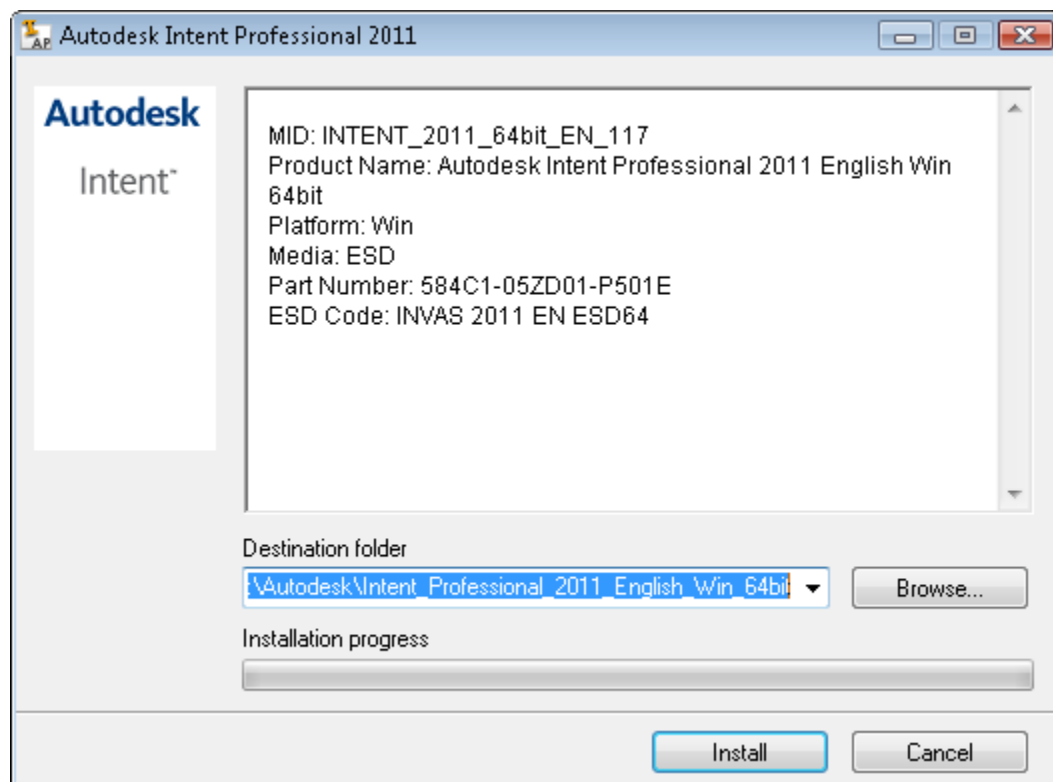 AP Autodesk Intent Professional 2011
Autodesk
Intent™
MID: INTENT_2011_64bit_EN_117
Product Name: Autodesk Intent Professional 2011 English Win
64bit
Platform: Win
Media: ESD
Part Number: 584C1-05ZD01-P501E
ESD Code: INVAS 2011 EN ESD64
Destination folder
:\Autodesk\Intent_Professional_2011_English_Win_64bit
Browse...
Installation progress
Install
Cancel